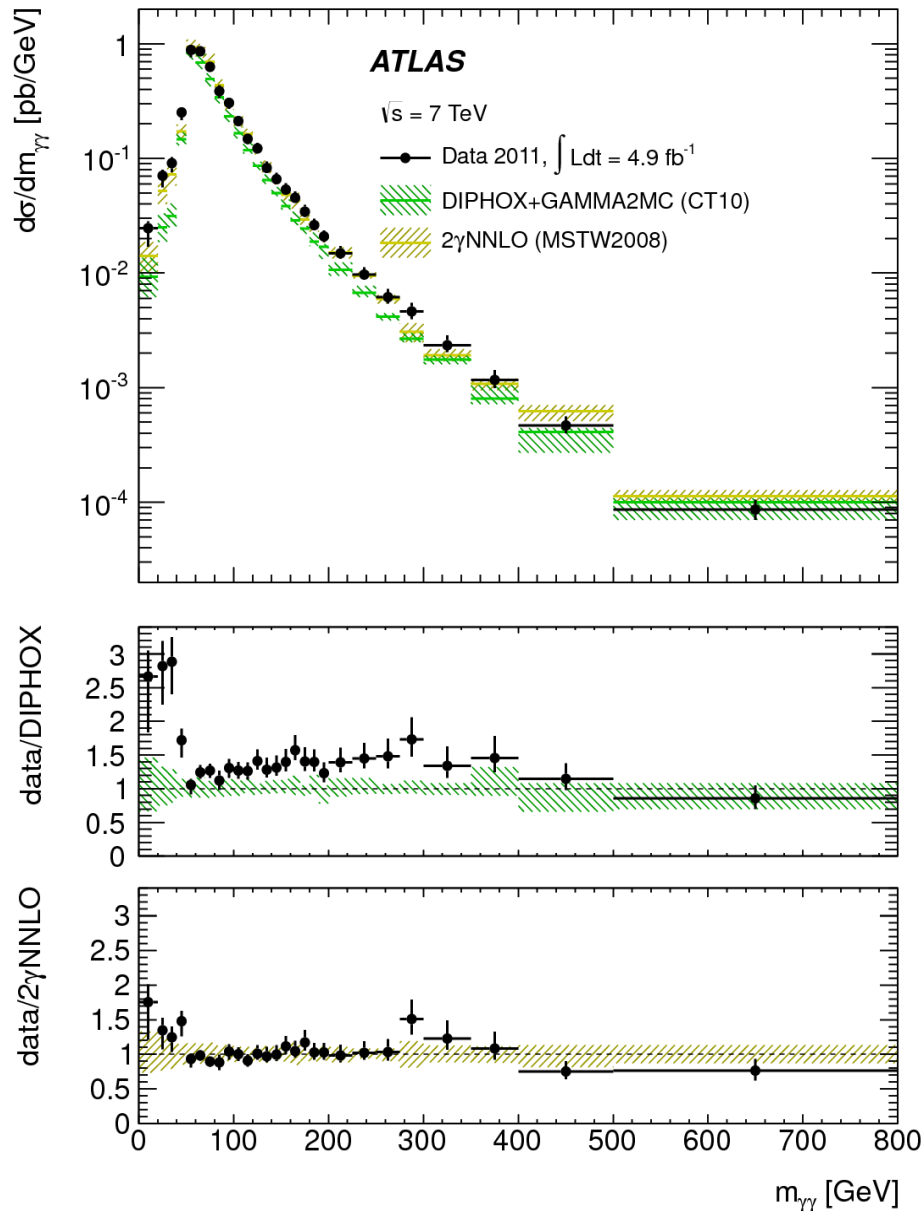 dσ/dm_γγ [pb/GeV]
1
10⁻¹
10⁻²
10⁻³
10⁻⁴
ATLAS
√s = 7 TeV
Data 2011, ∫ Ldt = 4.9 fb⁻¹
DIPHOX+GAMMA2MC (CT10)
2γNNLO (MSTW2008)
data/DIPHOX
3
2.5
2
1.5
1
0.5
0
data/2γNNLO
3
2.5
2
1.5
1
0.5
0
0 100 200 300 400 500 600 700 800
m_γγ [GeV]